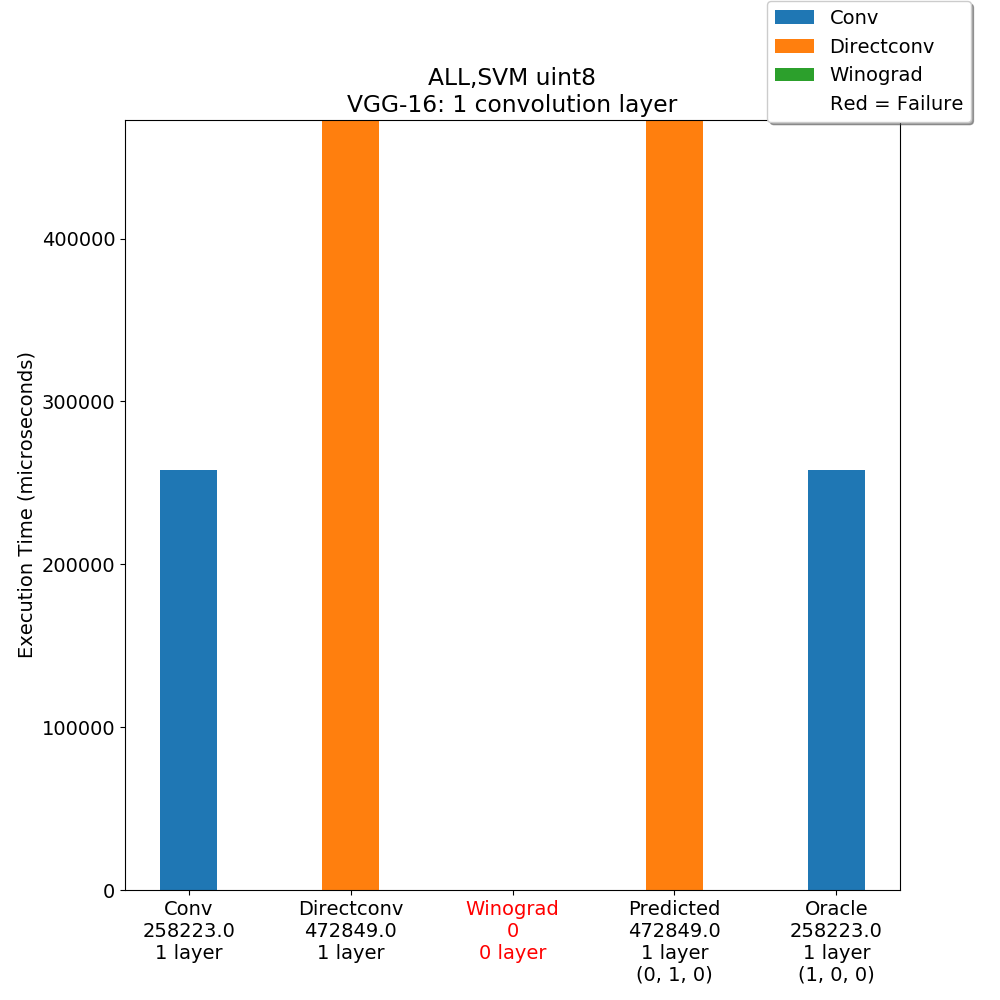 Conv
Directconv
Winograd
Red = Failure
ALL,SVM uint8
VGG-16: 1 convolution layer
Execution Time (microseconds)
400000
300000
200000
100000
0
Conv
258223.0
1 layer
Directconv
472849.0
1 layer
Winograd
0
0 layer
Predicted
472849.0
1 layer
(0, 1, 0)
Oracle
258223.0
1 layer
(1, 0, 0)